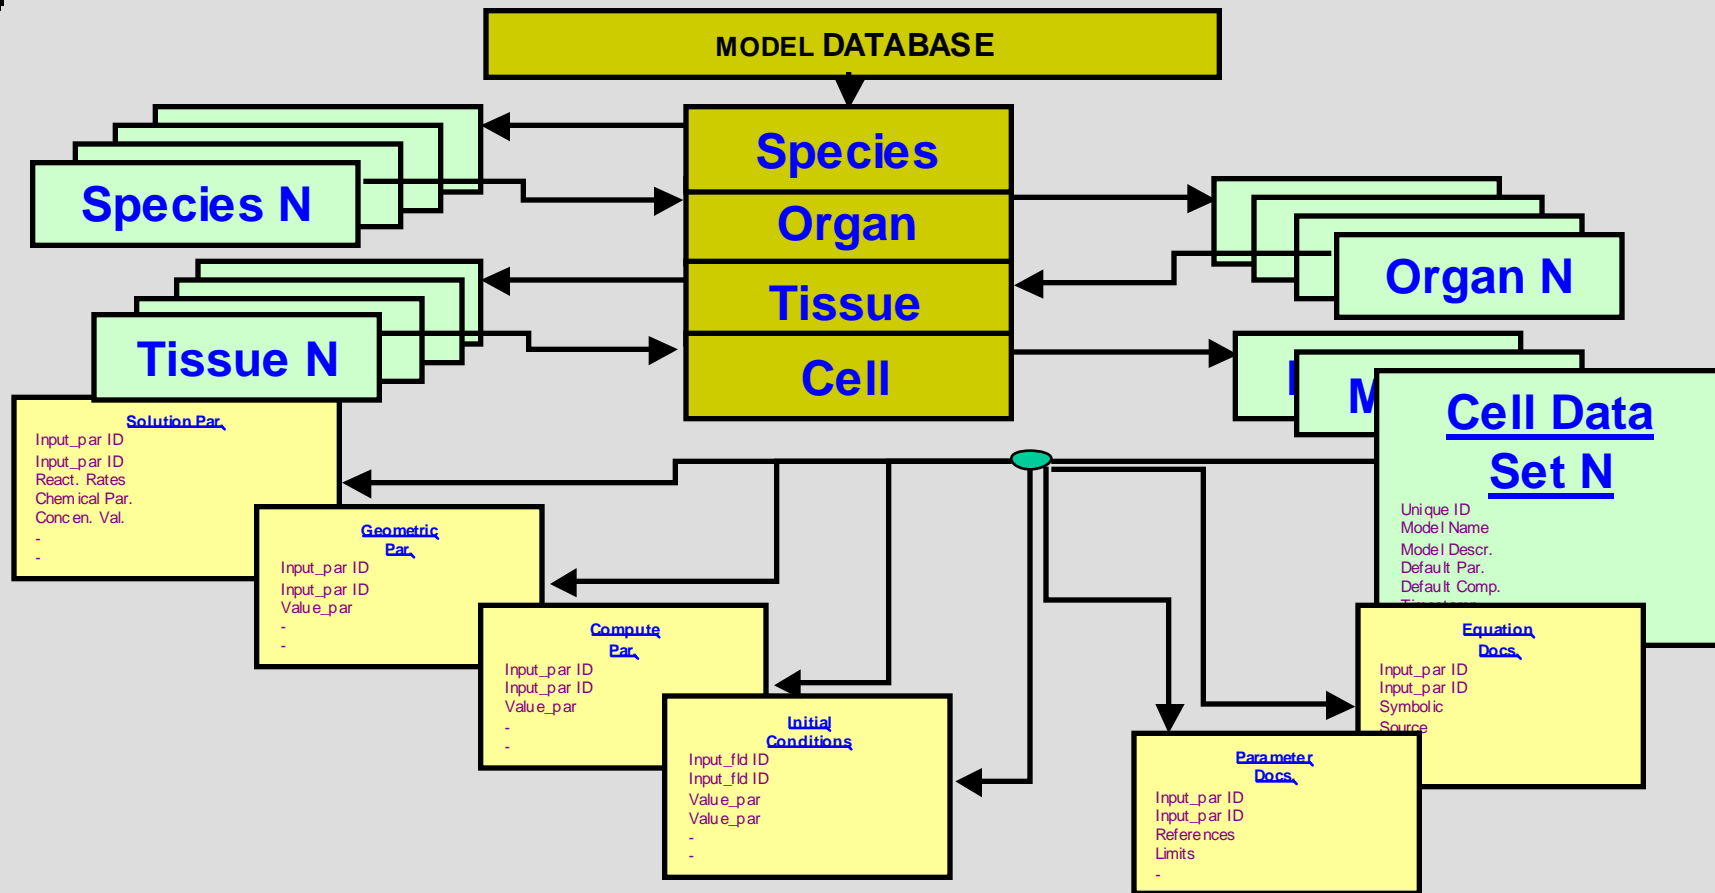 MODEL DATABASE
Species
Organ
Tissue
Cell
Species N
Organ N
Tissue N
M
Cell Data
Set N
Unique ID
Model Name
Model Descr.
Default Par.
Default Comp.
Solution Par.
Input_par ID
Input_par ID
React. Rates
Chemical Par.
Concen. Val.
-
-
Geometric
Par.
Input_par ID
Input_par ID
Value_par
-
-
Compute
Par.
Input_par ID
Input_par ID
Value_par
-
-
Initial
Conditions
Input_fld ID
Input_fld ID
Value_par
Value_par
-
-
Equation
Docs.
Input_par ID
Input_par ID
Symbolic
Source
Parameter
Docs.
Input_par ID
Input_par ID
References
Limits
-